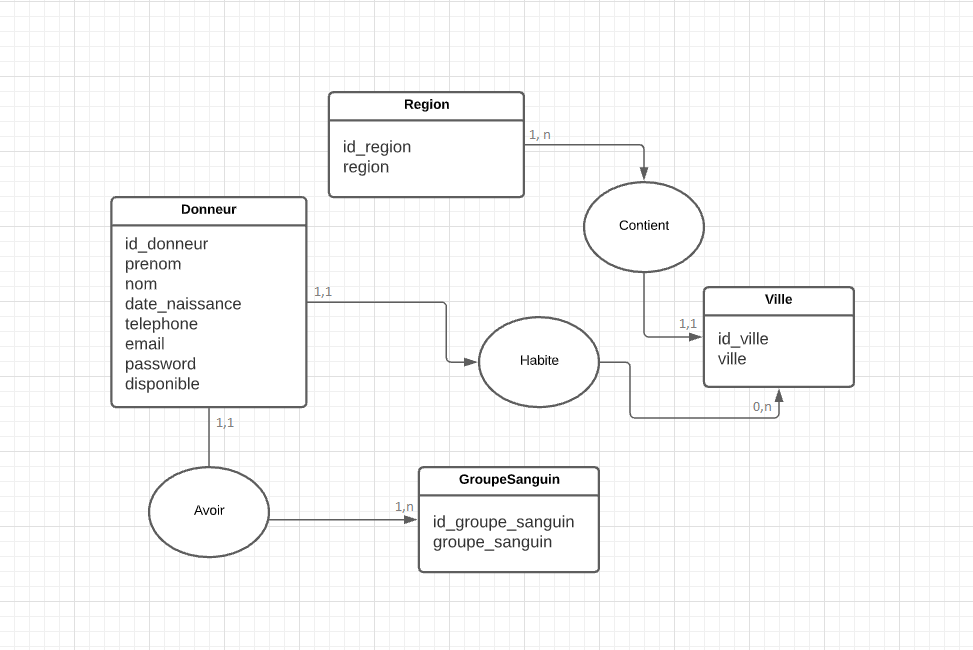 Region
id_region
region
1, n
Contient
Donneur
id_donneur
prenom
nom
date_naissance
telephone
email
password
disponible
1,1
Habite
1,1
Ville
id_ville
ville
0,n
1,1
Avoir
1,n
GroupeSanguin
id_groupe_sanguin
groupe_sanguin